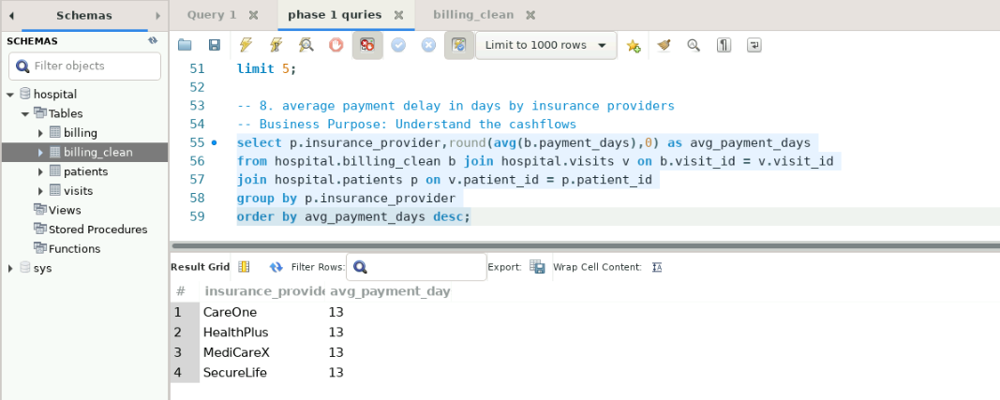 Schemas
SCHEMAS
Filter objects
hospital
Tables
billing
billing_clean
patients
visits
Views
Stored Procedures
Functions
sys
Query 1
phase 1 quries
billing_clean
Limit to 1000 rows
51 limit 5;
52
53 -- 8. average payment delay in days by insurance providers
54 -- Business Purpose: Understand the cashflows
55 select p.insurance_provider,round(avg(b.payment_days),0) as avg_payment_days
56 from hospital.billing_clean b join hospital.visits v on b.visit_id = v.visit_id
57 join hospital.patients p on v.patient_id = p.patient_id
58 group by p.insurance_provider
59 order by avg_payment_days desc;
Result Grid Filter Rows: Export: Wrap Cell Content:
# insurance_provide avg_payment_day
1 CareOne 13
2 HealthPlus 13
3 MediCareX 13
4 SecureLife 13